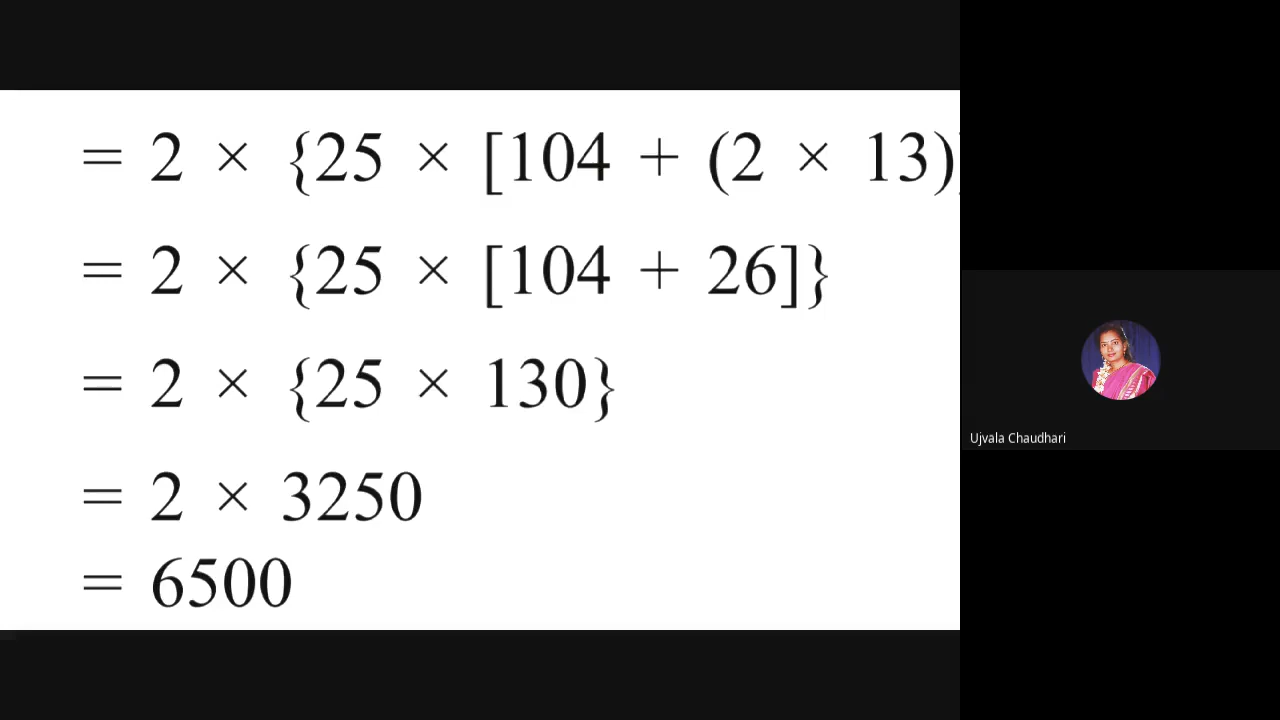 = 2 × {25 × [104 + (2 × 13)]
= 2 × {25 × [104 + 26]}
= 2 × {25 × 130}
= 2 × 3250
= 6500
Ujvala Chaudhari